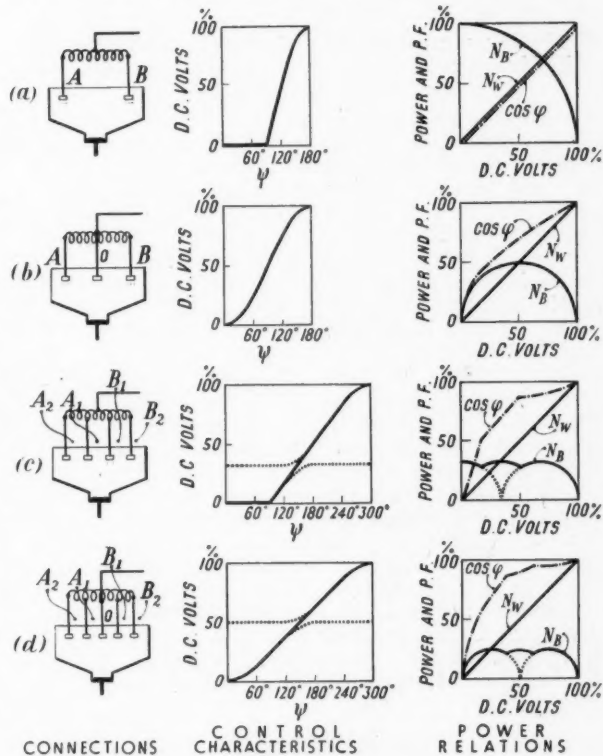 (a)
A
B
%
100
50
0
60° 120° 180°
ψ
D.C. VOLTS
%
100
50
0
50 100%
D.C. VOLTS
POWER AND P.F.
N_B
N_W
COS φ
(b)
A
O
B
%
100
50
0
60° 120° 180°
ψ
D.C. VOLTS
%
100
50
0
50 100%
D.C. VOLTS
POWER AND P.F.
COS φ
N_W
N_B
(c)
A_2
A_1
B_1
B_2
%
100
50
0
60° 120° 180° 240° 300°
ψ
D.C. VOLTS
%
100
50
0
50 100%
D.C. VOLTS
POWER AND P.F.
COS φ
N_W
N_B
(d)
A_2
A_1
O
B_1
B_2
%
100
50
0
60° 120° 180° 240° 300°
ψ
D.C. VOLTS
%
100
50
0
50 100%
D.C. VOLTS
POWER AND P.F.
COS φ
N_W
N_B
CONNECTIONS
CONTROL
CHARACTERISTICS
POWER
RELATIONS